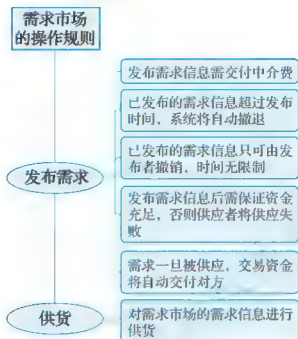 需求市场
的操作规则
发布需求信息需交付中介费
已发布的需求信息超过发布
时间，系统将自动撤退
已发布的需求信息只可由发
布者撤销，时间无限制
发布需求
发布需求信息后需保证资金
充足，否则供应者将供应失
败
需求一旦被供应，交易资金
将自动交付对方
供货
对需求市场的需求信息进行
供货